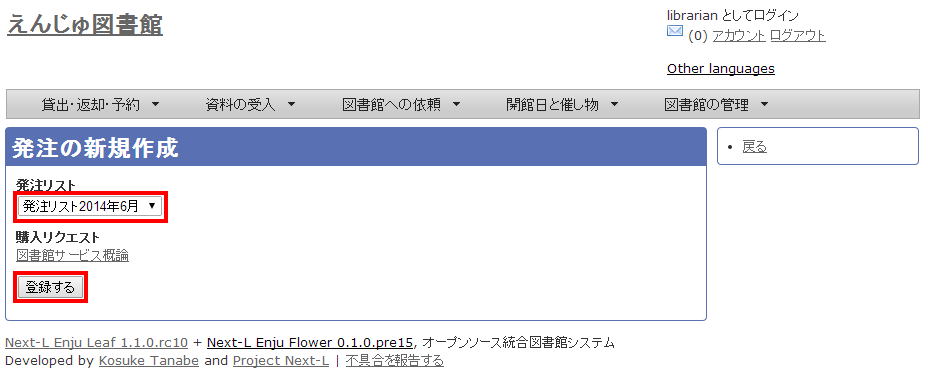 えんじゅ図書館
librarian としてログイン
(0) アカウント ログアウト
Other languages
貸出・返却・予約 ▼ 資料の受入 ▼ 図書館への依頼 ▼ 開館日と催し物 ▼ 図書館の管理 ▼
発注の新規作成
戻る
発注リスト
発注リスト2014年6月 ▼
購入リクエスト
図書館サービス概論
登録する
Next-L Enju Leaf 1.1.0.rc10 + Next-L Enju Flower 0.1.0.pre15, オープンソース統合図書館システム
Developed by Kosuke Tanabe and Project Next-L | 不具合を報告する